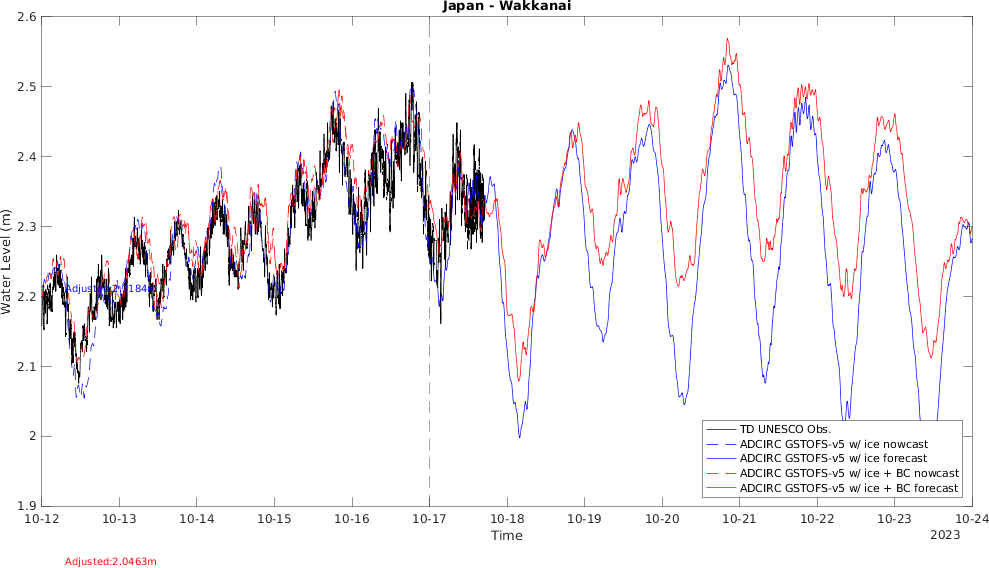 Japan - Wakkanai
Water Level (m)
2.6
2.5
2.4
2.3
2.2
2.1
2
1.9
TD UNESCO Obs.
ADCIRC GSTOFS-v5 w/ ice nowcast
ADCIRC GSTOFS-v5 w/ ice forecast
ADCIRC GSTOFS-v5 w/ ice + BC nowcast
ADCIRC GSTOFS-v5 w/ ice + BC forecast
10-12 10-13 10-14 10-15 10-16 10-17 10-18 10-19 10-20 10-21 10-22 10-23 10-24
Time
2023
Adjusted:2.0463m